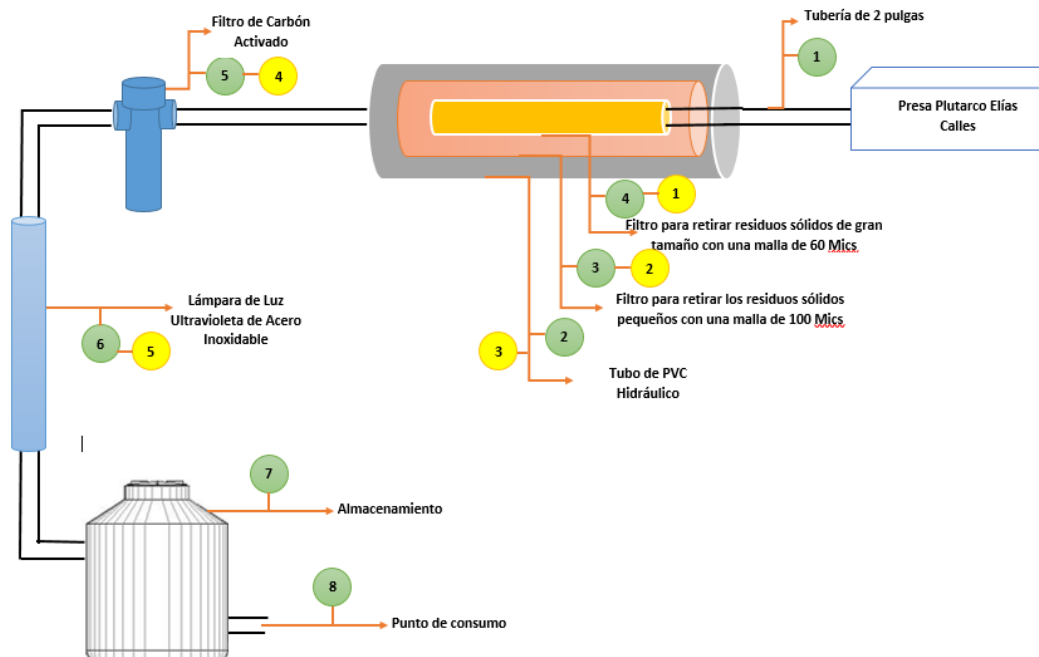 Filtro de Carbón
Activado
5
4
Tubería de 2 pulgas
1
Presa Plutarco Elías
Calles
4
1
Filtro para retirar residuos sólidos de gran
tamaño con una malla de 60 Mics
3
2
Filtro para retirar los residuos sólidos
pequeños con una malla de 100 Mics
3
2
Tubo de PVC
Hidráulico
Lámpara de Luz
Ultravioleta de Acero
Inoxidable
6
5
7
Almacenamiento
8
Punto de consumo